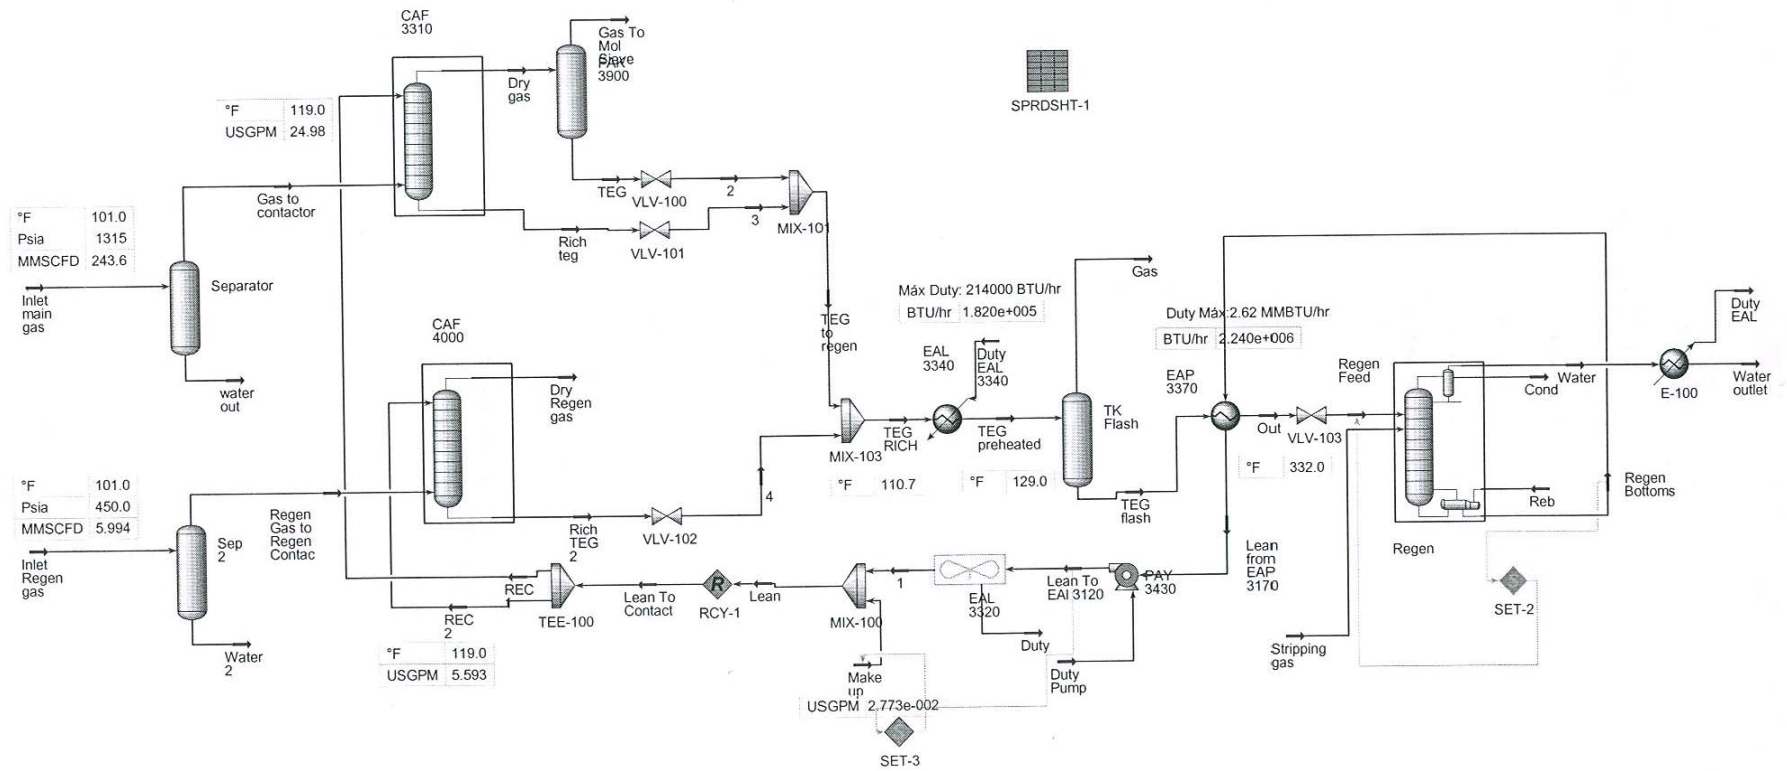 CAF
3310
Gas To
Mol
Sieve
PAR
3900
Dry
gas
SPRDSHT-1
°F 119.0
USGPM 24.98
TEG
VLV-100
2
Gas to
contactor
3
MIX-101
°F 101.0
Psia 1315
MMSCFD 243.6
Rich
teg
VLV-101
Inlet
main
gas
Separator
water
out
Gas
Máx Duty: 214000 BTU/hr
BTU/hr 1.820e+005
Duty Máx:2.62 MMBTU/hr
BTU/hr 2.240e+006
TEG
to
regen
CAF
4000
Dry
Regen
gas
EAL
3340
Duty
EAL
3340
EAP
3370
Regen
Feed
Duty
EAL
Water
Cond
E-100
Water
outlet
TEG
RICH
TEG
preheated
TK
Flash
Out
VLV-103
MIX-103
°F 110.7
°F 129.0
°F 332.0
TEG
flash
Reb
Regen
Bottoms
Regen
°F 101.0
Psia 450.0
MMSCFD 5.994
Inlet
Regen
gas
Sep
2
Regen
Gas to
Regen
Contac
Rich
TEG
2
VLV-102
4
Water
2
REC
REC
2
TEE-100
Lean To
Contact
RCY-1
Lean
MIX-100
1
EAL
3320
Lean To
EAl 3120
PAY
3430
Lean
from
EAP
3170
SET-2
°F 119.0
USGPM 5.593
Duty
Duty
Pump
Stripping
gas
Make
up
USGPM 2.773e-002
SET-3